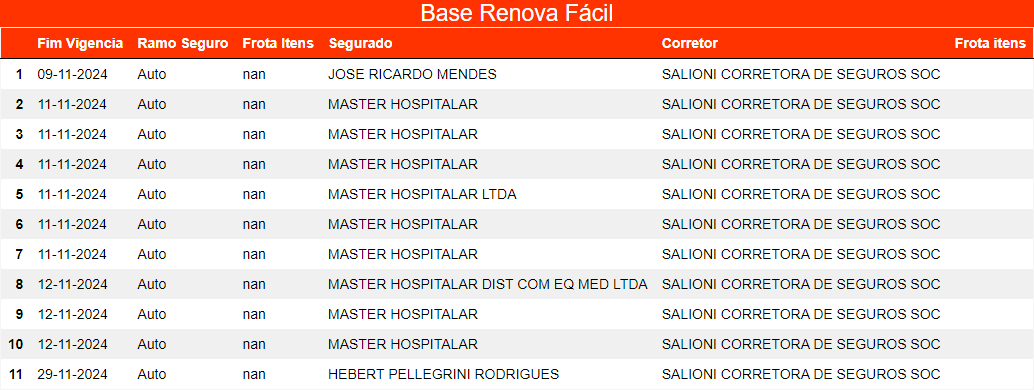 Base Renova Fácil
Fim Vigencia Ramo Seguro Frota Itens Segurado Corretor Frota itens
1 09-11-2024 Auto nan JOSE RICARDO MENDES SALIONI CORRETORA DE SEGUROS SOC
2 11-11-2024 Auto nan MASTER HOSPITALAR SALIONI CORRETORA DE SEGUROS SOC
3 11-11-2024 Auto nan MASTER HOSPITALAR SALIONI CORRETORA DE SEGUROS SOC
4 11-11-2024 Auto nan MASTER HOSPITALAR SALIONI CORRETORA DE SEGUROS SOC
5 11-11-2024 Auto nan MASTER HOSPITALAR LTDA SALIONI CORRETORA DE SEGUROS SOC
6 11-11-2024 Auto nan MASTER HOSPITALAR SALIONI CORRETORA DE SEGUROS SOC
7 11-11-2024 Auto nan MASTER HOSPITALAR SALIONI CORRETORA DE SEGUROS SOC
8 12-11-2024 Auto nan MASTER HOSPITALAR DIST COM EQ MED LTDA SALIONI CORRETORA DE SEGUROS SOC
9 12-11-2024 Auto nan MASTER HOSPITALAR SALIONI CORRETORA DE SEGUROS SOC
10 12-11-2024 Auto nan MASTER HOSPITALAR SALIONI CORRETORA DE SEGUROS SOC
11 29-11-2024 Auto nan HEBERT PELLEGRINI RODRIGUES SALIONI CORRETORA DE SEGUROS SOC